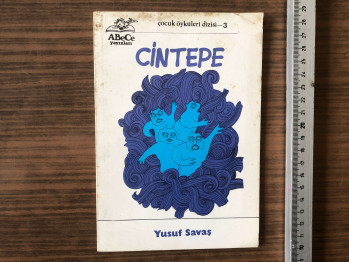 çocuk öyküleri dizisi-3
ABeCe
yayınları
CİNTEPE
Yusuf Savaş